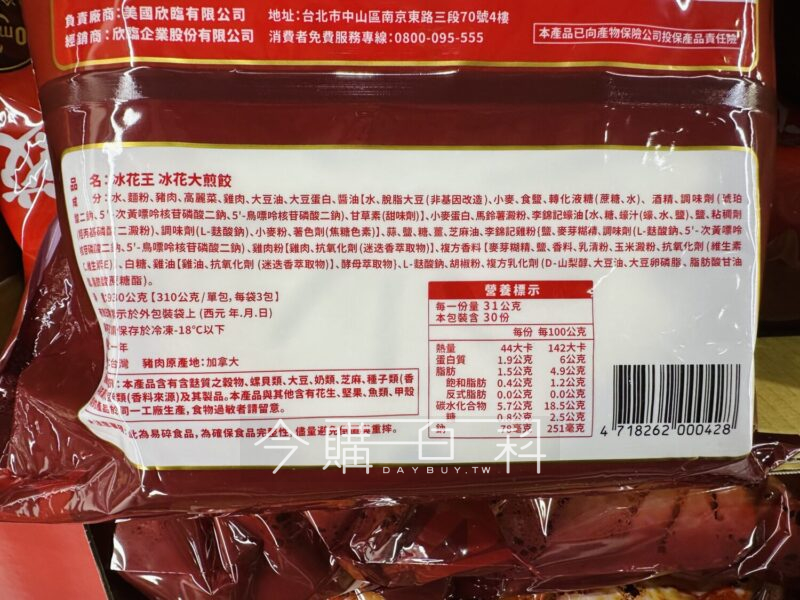 負責廠商：美國欣臨有限公司
經銷商：欣臨企業股份有限公司
地址：台北市中山區南京東路三段70號4樓
消費者免費服務專線：0800-095-555
本產品已向產物保險公司投保產品責任險
品 名：冰花王 冰花大煎餃
成 分：水、麵粉、豬肉、高麗菜、雞肉、大豆油、大豆蛋白、醬油【水、脫脂大豆(非基因改造)、小麥、食鹽、轉化液糖(蔗糖、水)、酒精、調味劑(琥珀
二鈉、5'-次黃嘌呤核苷磷酸二鈉、5'-鳥嘌呤核苷磷酸二鈉)、甘草素(甜味劑)】、小麥蛋白、馬鈴薯澱粉、李錦記蠔油【水、糖、蠔汁(蠔、水、鹽)、鹽、粘稠劑
二澱粉)、調味劑(L-麩酸鈉)、小麥粉、著色劑(焦糖色素)】、蒜、鹽、糖、薑、芝麻油、李錦記雞粉{鹽、麥芽糊精、調味劑(L-麩酸鈉、5'-次黃嘌呤
磷酸二鈉、5'-鳥嘌呤核苷磷酸二鈉)、雞肉粉【雞肉、抗氧化劑(迷迭香萃取物)】、複方香料【麥芽糊精、鹽、香料、乳清粉、玉米澱粉、抗氧化劑(維生素
、白糖、雞油【雞油、抗氧化劑(迷迭香萃取物)】、酵母萃取物}、L-麩酸鈉、胡椒粉、複方乳化劑(D-山梨醇、大豆油、大豆卵磷脂、脂肪酸甘油
蔗糖酯)。
930公克【310公克/單包,每袋3包】
示於外包裝袋上(西元 年.月.日)
保存於冷凍-18℃以下
一年
台灣 豬肉原產地：加拿大
：本產品含有含麩質之穀物、螺貝類、大豆、奶類、芝麻、種子類(香
類(香料來源)及其製品。本產品與其他含有花生、堅果、魚類、甲殼
同一工廠生產，食物過敏者請留意。
此為易碎食品，為確保食品完整性，儘量避免重摔。
營養標示
每一份量 31公克
本包裝含 30份
每份 每100公克
熱量 44大卡 142大卡
蛋白質 1.9公克 6公克
脂肪 1.5公克 4.9公克
飽和脂肪 0.4公克 1.2公克
反式脂肪 0.0公克 0.0公克
碳水化合物 5.7公克 18.5公克
糖 0.8公克 2.5公克
鈉 78毫克 251毫克
4 718262 000428
今購百科
DAYBUY.TW